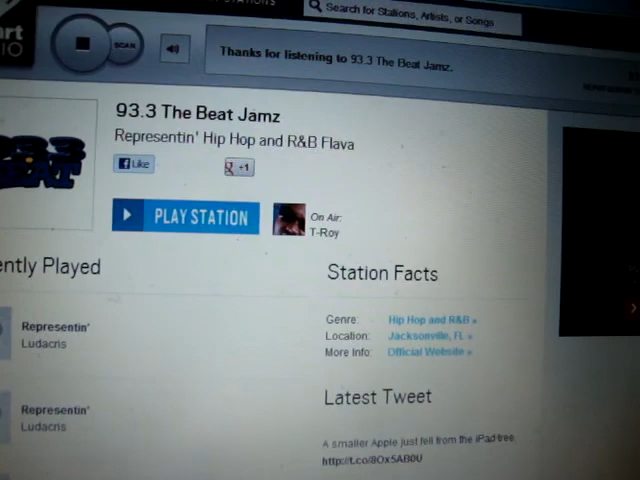 Search for Stations, Artists, or Songs
SCAN
Thanks for listening to 93.3 The Beat Jamz.
93.3 The Beat Jamz
Representin' Hip Hop and R&B Flava
Like
+1
PLAY STATION
On Air:
T-Roy
ently Played
Station Facts
Representin'
Ludacris
Genre: Hip Hop and R&B »
Location: Jacksonville, FL »
More Info: Official Website »
Representin'
Ludacris
Latest Tweet
A smaller Apple just fell from the iPad tree
http://t.co/8Ox5AB0U